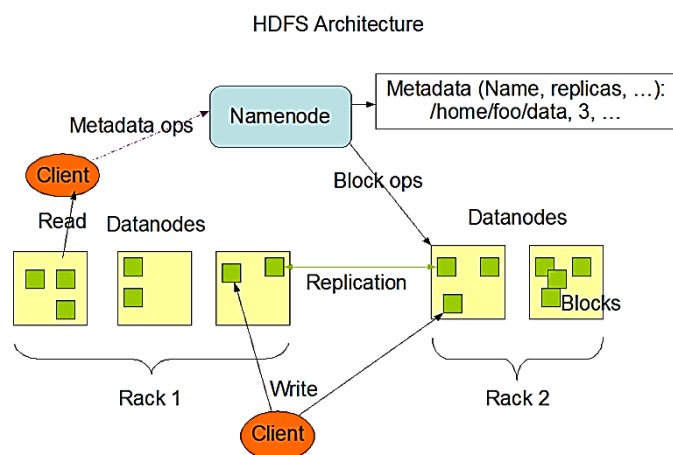 HDFS Architecture
Metadata (Name, replicas, …):
/home/foo/data, 3, …
Namenode
Metadata ops
Client
Block ops
Read
Datanodes
Datanodes
Replication
Blocks
Rack 1
Write
Rack 2
Client